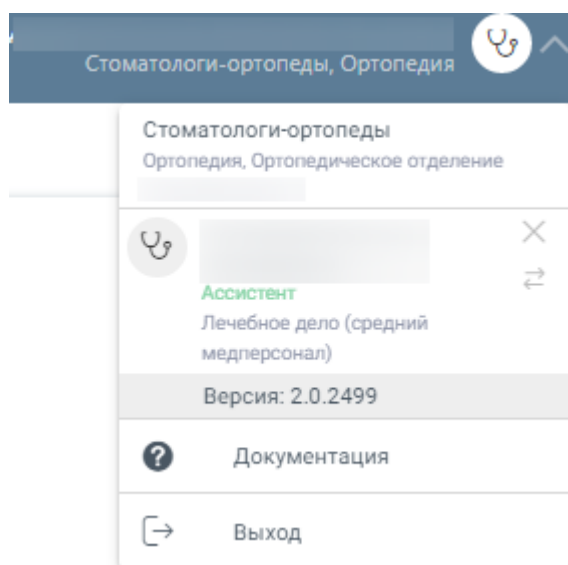 Стоматологи-ортопеды, Ортопедия
Стоматологи-ортопеды
Ортопедия, Ортопедическое отделение
Ассистент
Лечебное дело (средний
медперсонал)
Версия: 2.0.2499
Документация
Выход